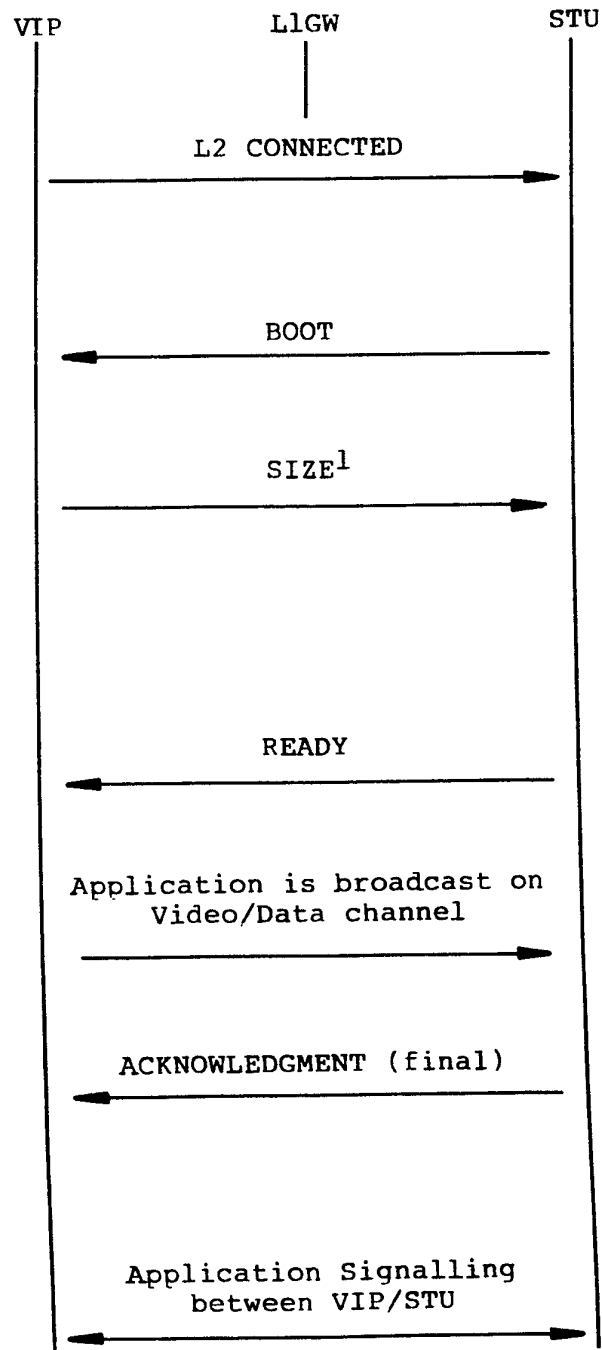 VIP L1GW STU
L2 CONNECTED
BOOT
SIZE¹
READY
Application is broadcast on
Video/Data channel
ACKNOWLEDGMENT (final)
Application Signalling
between VIP/STU